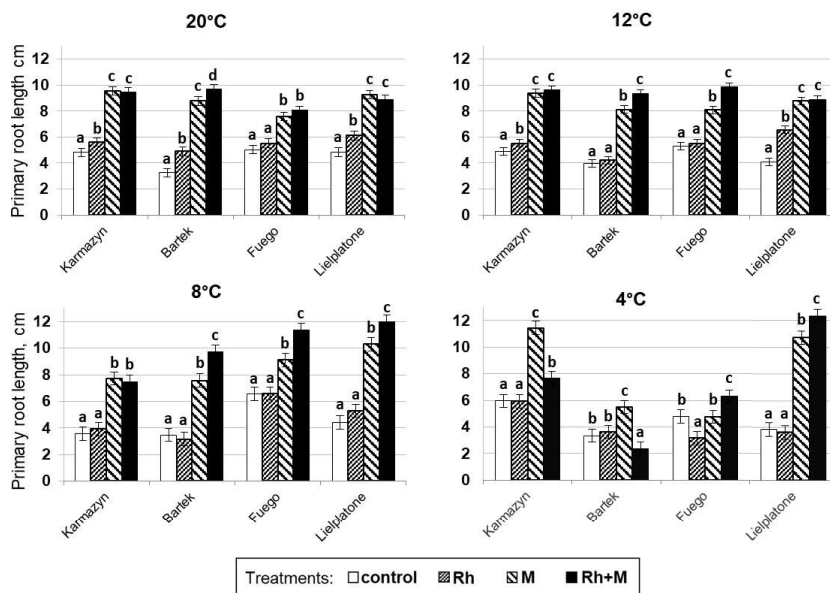 20°C
Primary root length cm
12
10
8
6
4
2
0
a b c c a b c d a a b b a b c c
Karmazyn Bartek Fuego Lielplatone
12°C
12
10
8
6
4
2
0
a b c c a a b c a a b c a b c c
Karmazyn Bartek Fuego Lielplatone
8°C
Primary root length, cm
12
10
8
6
4
2
0
a a b b a a b c a a b c a a b c
Karmazyn Bartek Fuego Lielplatone
4°C
12
10
8
6
4
2
0
a a c b b b c a b a b c a a b c
Karmazyn Bartek Fuego Lielplatone
Treatments: control Rh M Rh+M